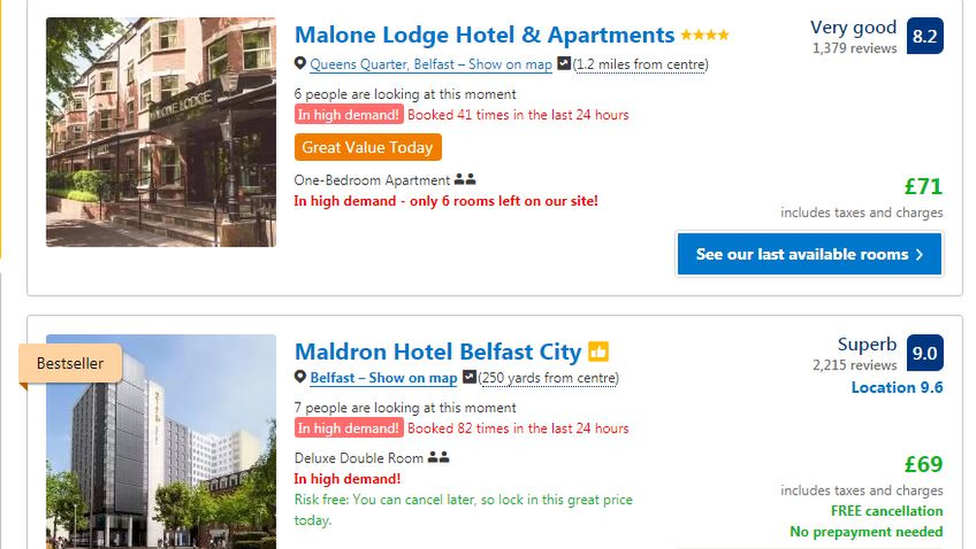 Malone Lodge Hotel & Apartments
Very good 8.2
Queens Quarter, Belfast – Show on map (1.2 miles from centre)
1,379 reviews
6 people are looking at this moment
In high demand! Booked 41 times in the last 24 hours
Great Value Today
One-Bedroom Apartment
In high demand - only 6 rooms left on our site!
£71
includes taxes and charges
See our last available rooms
MALONE LODGE
Bestseller
Maldron Hotel Belfast City
Superb 9.0
2,215 reviews
Belfast – Show on map (250 yards from centre)
Location 9.6
7 people are looking at this moment
In high demand! Booked 82 times in the last 24 hours
Deluxe Double Room
In high demand!
Risk free: You can cancel later, so lock in this great price
today.
£69
includes taxes and charges
FREE cancellation
No prepayment needed